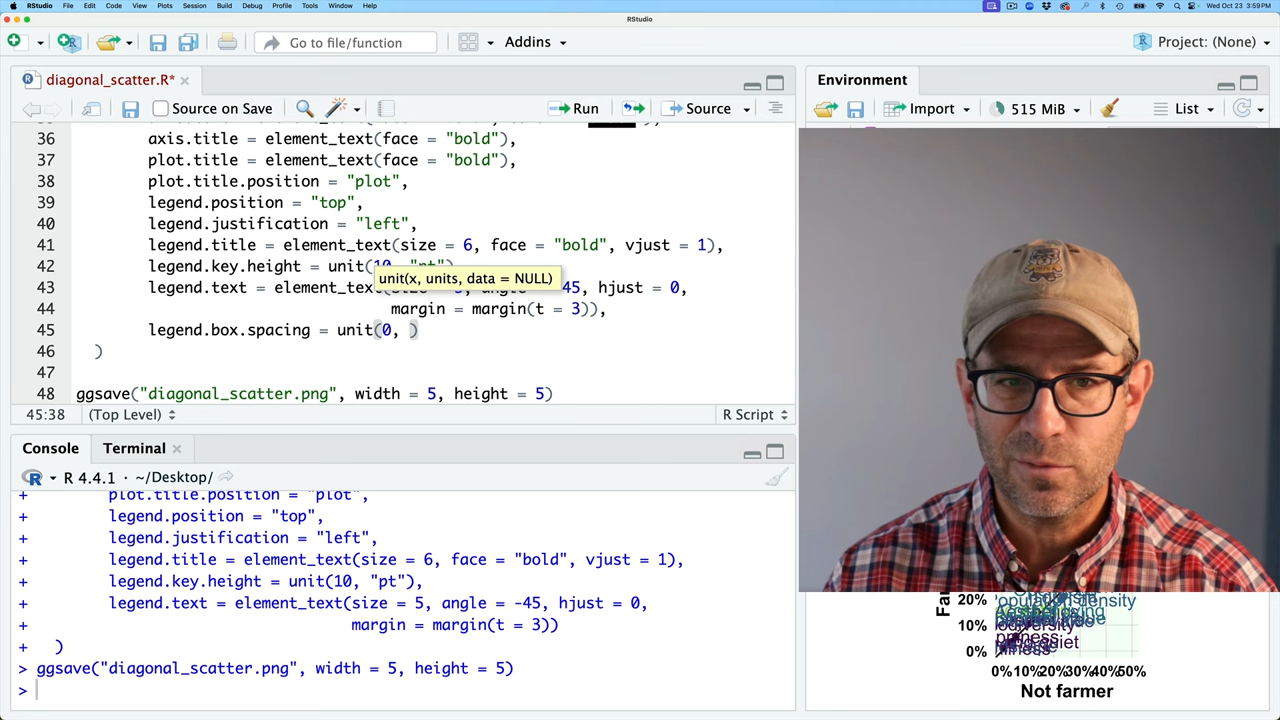 RStudio File Edit Code View Plots Session Build Debug Profile Tools Window Help Wed Oct 23 3:59 PM
RStudio
Go to file/function Addins Project: (None)
diagonal_scatter.R*
Source on Save Run Source
36 axis.title = element_text(face = "bold"),
37 plot.title = element_text(face = "bold"),
38 plot.title.position = "plot",
39 legend.position = "top",
40 legend.justification = "left",
41 legend.title = element_text(size = 6, face = "bold", vjust = 1),
42 legend.key.height = unit(10, "pt")
unit(x, units, data = NULL)
43 legend.text = element_text( 45, hjust = 0,
44 margin = margin(t = 3)),
45 legend.box.spacing = unit(0, )
46 )
47
48 ggsave("diagonal_scatter.png", width = 5, height = 5)
45:38 (Top Level) R Script
Console Terminal
R 4.4.1 · ~/Desktop/
+ plot.title.position = "plot",
+ legend.position = "top",
+ legend.justification = "left",
+ legend.title = element_text(size = 6, face = "bold", vjust = 1),
+ legend.key.height = unit(10, "pt"),
+ legend.text = element_text(size = 5, angle = -45, hjust = 0,
+ margin = margin(t = 3))
+ )
> ggsave("diagonal_scatter.png", width = 5, height = 5)
>
Environment
Import 515 MiB List
20%
10%
0%
0% 10% 20% 30% 40% 50%
Not farmer